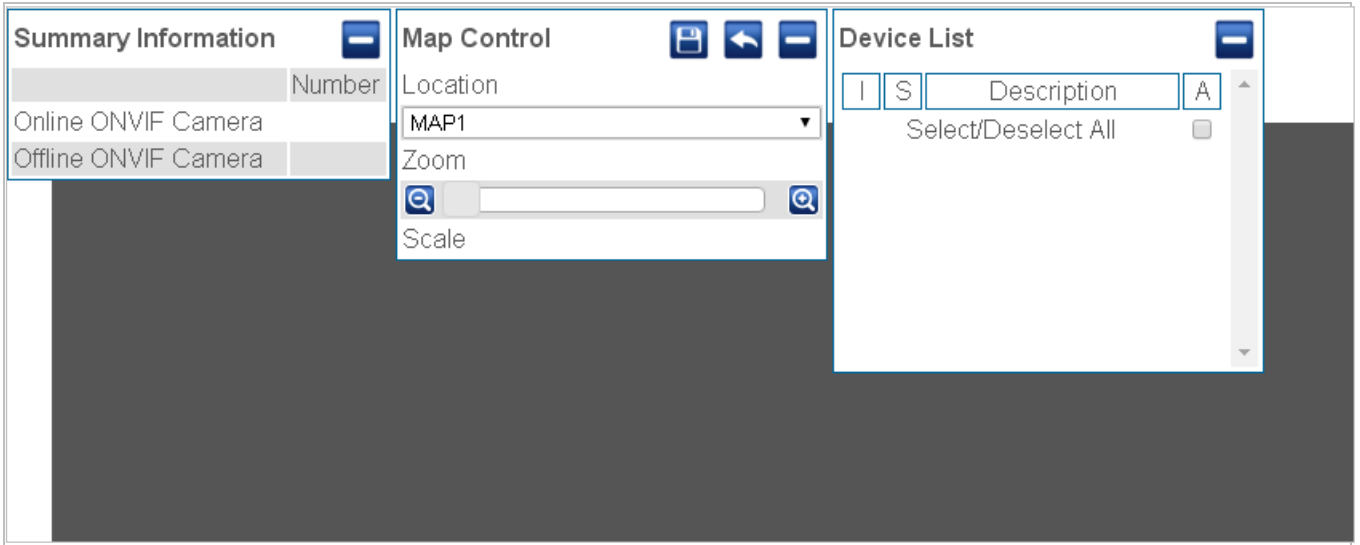 Summary Information
Number
Online ONVIF Camera
Offline ONVIF Camera
Map Control
Location
MAP1
Zoom
Scale
Device List
I S Description A
Select/Deselect All